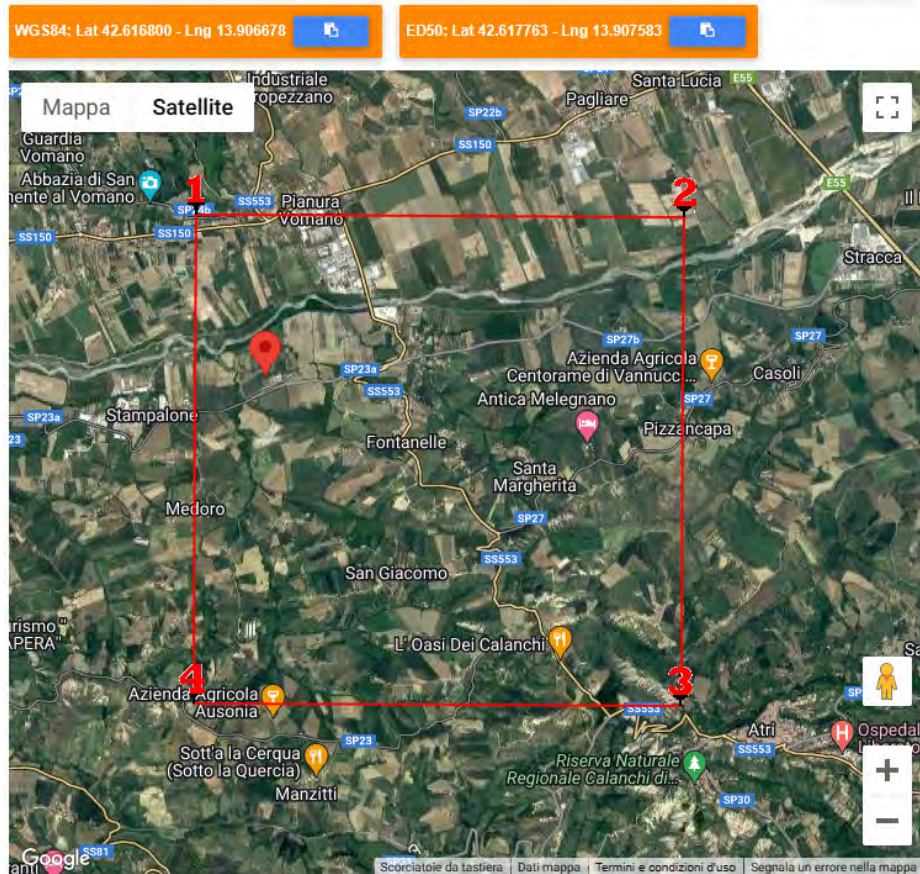 WGS84: Lat 42.616800 - Lng 13.906678
ED50: Lat 42.617763 - Lng 13.907583
Mappa Satellite
Industriale
Santa Lucia
E55
Pagliare
SP22b
Guardia
Vomano
SS150
Abbazia di San
1
2
E55
SP24b
SS553
Pianura
Vomano
SS150
SS150
Stracca
SP27b
SP27
Azienda Agricola
Centorame di Vannucc...
Casoli
SP23a
SS553
Antica Melegnano
SP27
SP23a
Stampalone
Fontanelle
Pizzancapa
Santa
Margherita
Medoro
SP27
SS553
San Giacomo
L' Oasi Dei Calanchi
4
3
Azienda Agricola
Ausonia
SS553
SP23
Atri
SS553
Sott'a la Cerqua
(Sotto la Quercia)
Riserva Naturale
Regionale Calanchi di...
Manzitti
SP30
Google
SS81
Scorciatoie da tastiera
Dati mappa
Termini e condizioni d'uso
Segnala un errore nella mappa